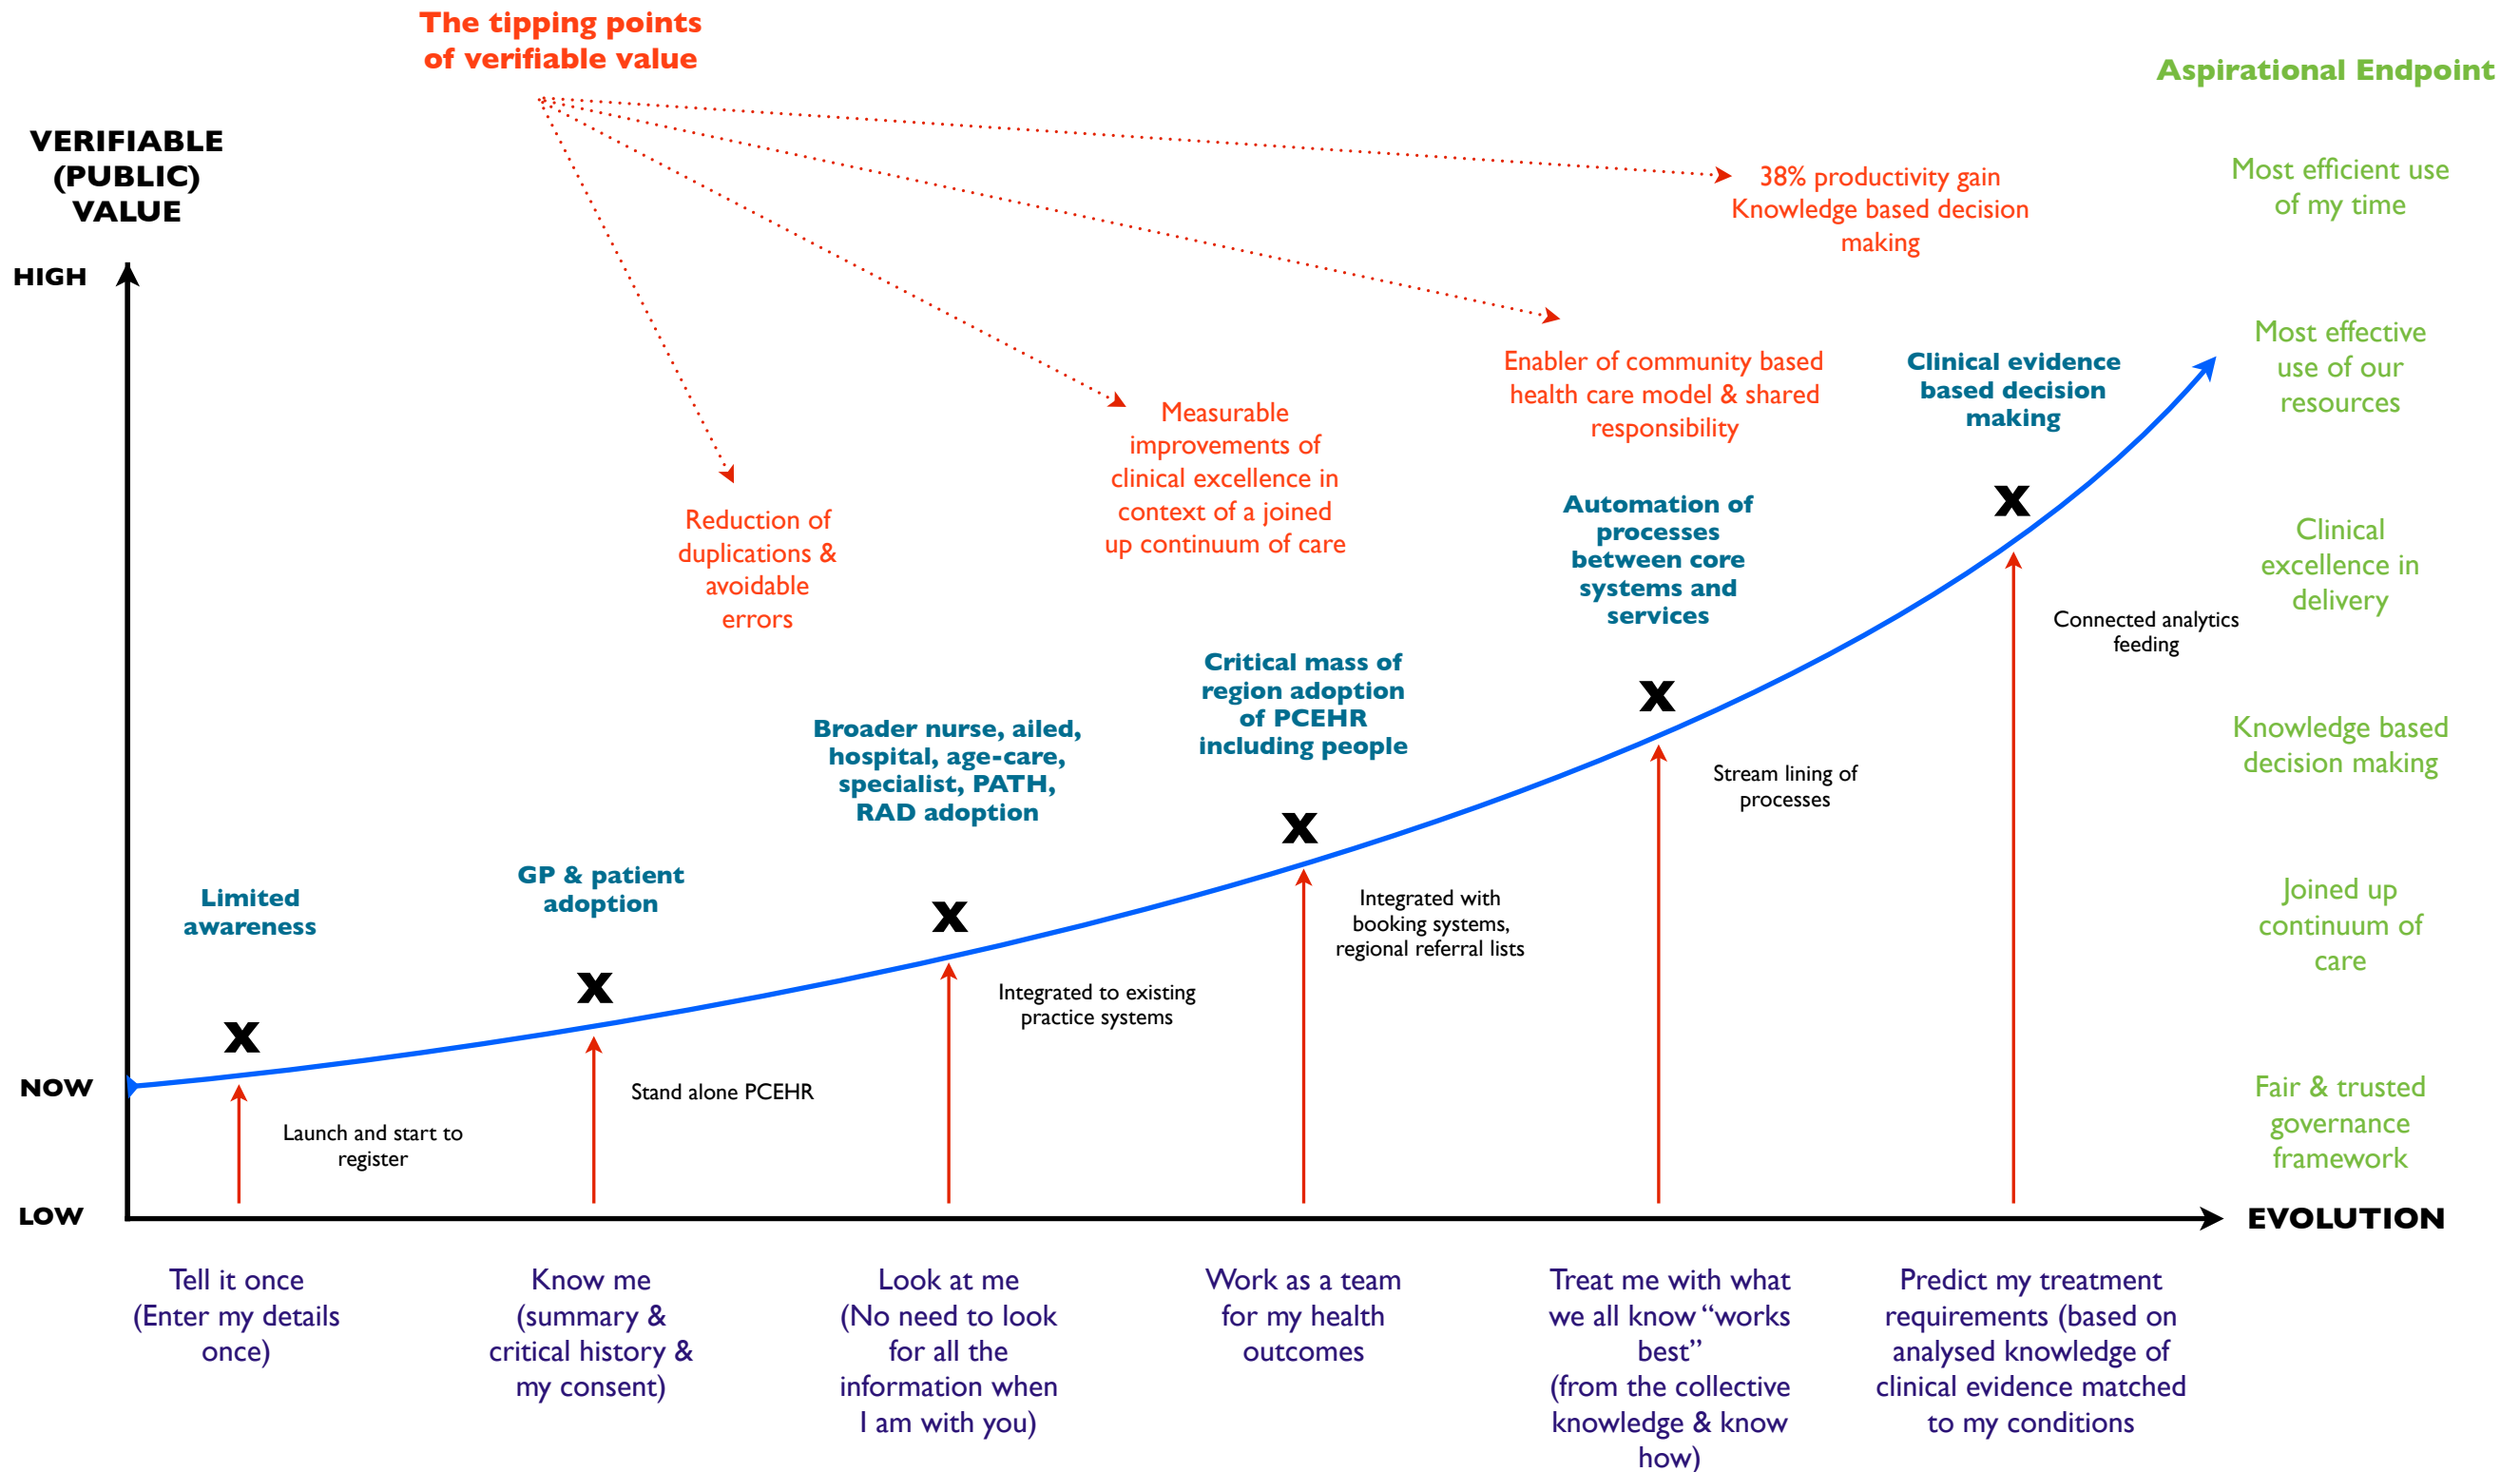 The tipping points
of verifiable value
Aspirational Endpoint
VERIFIABLE
(PUBLIC)
VALUE
HIGH
NOW
LOW
38% productivity gain
Knowledge based decision
making
Enabler of community based
health care model & shared
responsibility
Measurable
improvements of
clinical excellence in
context of a joined
up continuum of care
Reduction of
duplications &
avoidable
errors
Limited
awareness
GP & patient
adoption
Broader nurse, ailed,
hospital, age-care,
specialist, PATH,
RAD adoption
Critical mass of
region adoption
of PCEHR
including people
Automation of
processes
between core
systems and
services
Clinical evidence
based decision
making
X
X
X
X
X
X
Launch and start to
register
Stand alone PCEHR
Integrated to existing
practice systems
Integrated with
booking systems,
regional referral lists
Stream lining of
processes
Connected analytics
feeding
Most efficient use
of my time
Most effective
use of our
resources
Clinical
excellence in
delivery
Knowledge based
decision making
Joined up
continuum of
care
Fair & trusted
governance
framework
EVOLUTION
Tell it once
(Enter my details
once)
Know me
(summary &
critical history &
my consent)
Look at me
(No need to look
for all the
information when
I am with you)
Work as a team
for my health
outcomes
Treat me with what
we all know “works
best”
(from the collective
knowledge & know
how)
Predict my treatment
requirements (based on
analysed knowledge of
clinical evidence matched
to my conditions